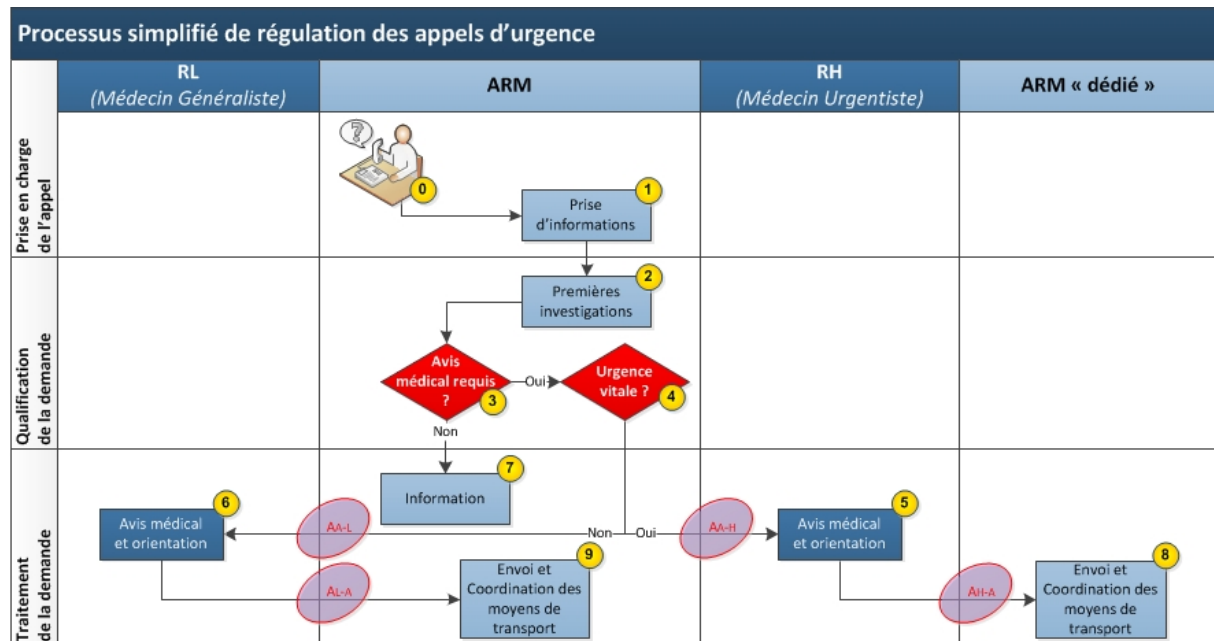 Processus simplifié de régulation des appels d'urgence
RL
(Médecin Généraliste)
ARM
RH
(Médecin Urgentiste)
ARM « dédié »
Prise en charge
de l'appel
?
0
1
Prise
d'informations
Qualification
de la demande
2
Premières
investigations
Avis
médical requis
?
3
Oui
Urgence
vitale ?
4
Non
Traitement
de la demande
7
Information
6
Avis médical
et orientation
AA-L
Non
Oui
AA-H
5
Avis médical
et orientation
AL-A
9
Envoi et
Coordination des
moyens de
transport
AH-A
8
Envoi et
Coordination des
moyens de
transport